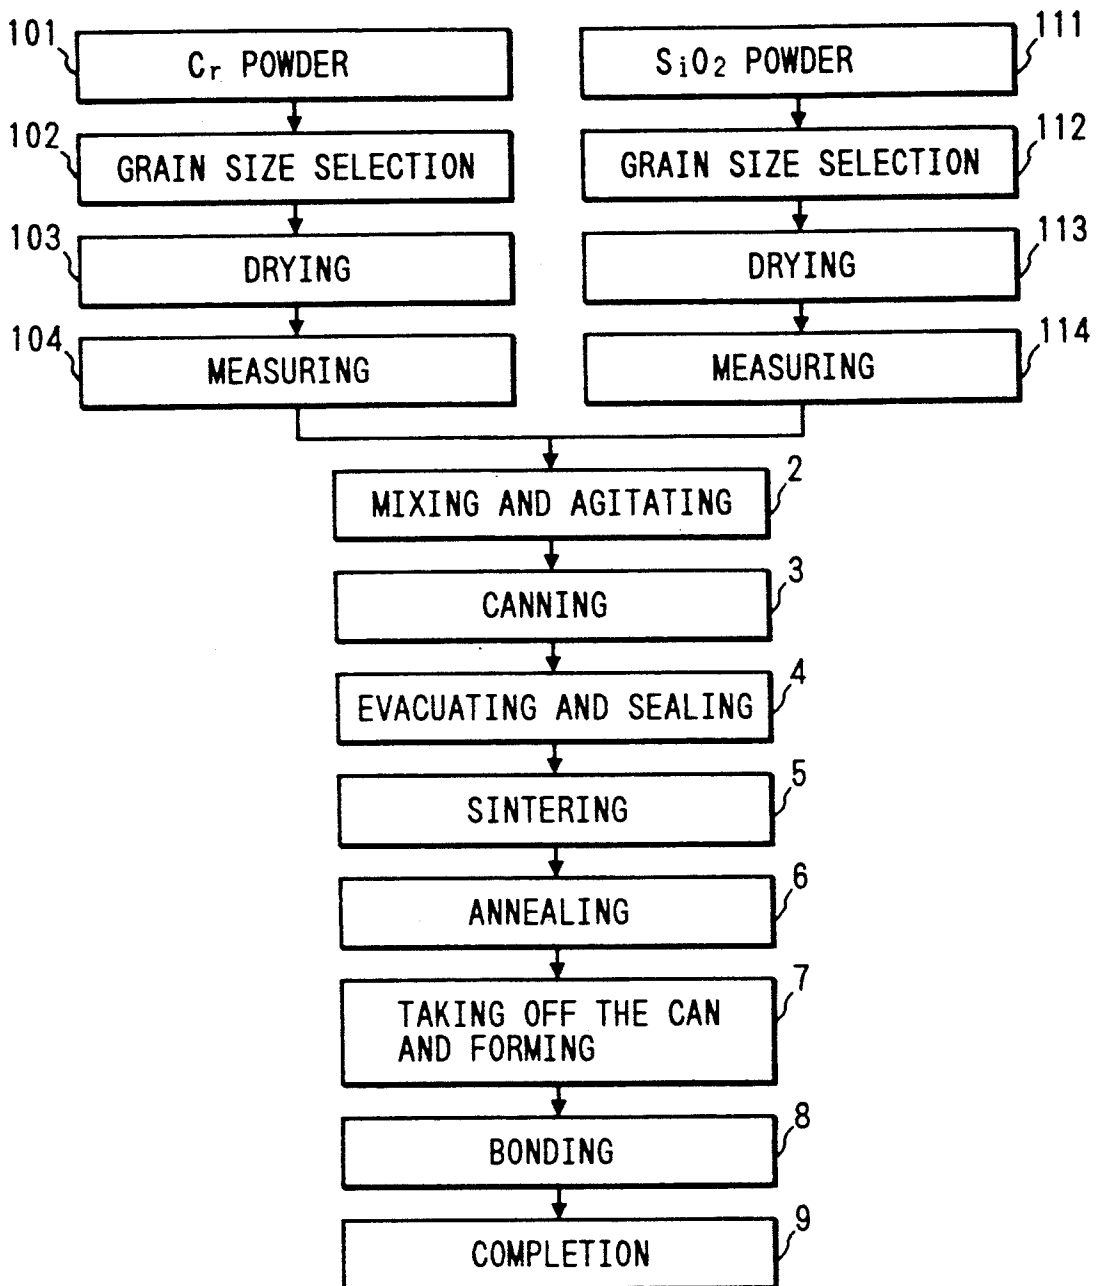 101
Cr POWDER
102
GRAIN SIZE SELECTION
103
DRYING
104
MEASURING
111
SiO2 POWDER
112
GRAIN SIZE SELECTION
113
DRYING
114
MEASURING
2
MIXING AND AGITATING
3
CANNING
4
EVACUATING AND SEALING
5
SINTERING
6
ANNEALING
7
TAKING OFF THE CAN
AND FORMING
8
BONDING
9
COMPLETION